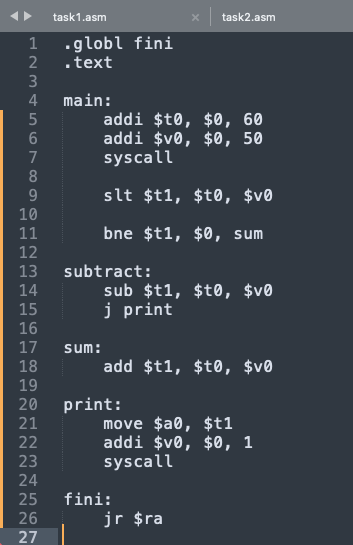 task1.asm × task2.asm
1 .globl fini
2 .text
3
4 main:
5     addi $t0, $0, 60
6     addi $v0, $0, 50
7     syscall
8
9     slt $t1, $t0, $v0
10
11     bne $t1, $0, sum
12
13 subtract:
14     sub $t1, $t0, $v0
15     j print
16
17 sum:
18     add $t1, $t0, $v0
19
20 print:
21     move $a0, $t1
22     addi $v0, $0, 1
23     syscall
24
25 fini:
26     jr $ra
27